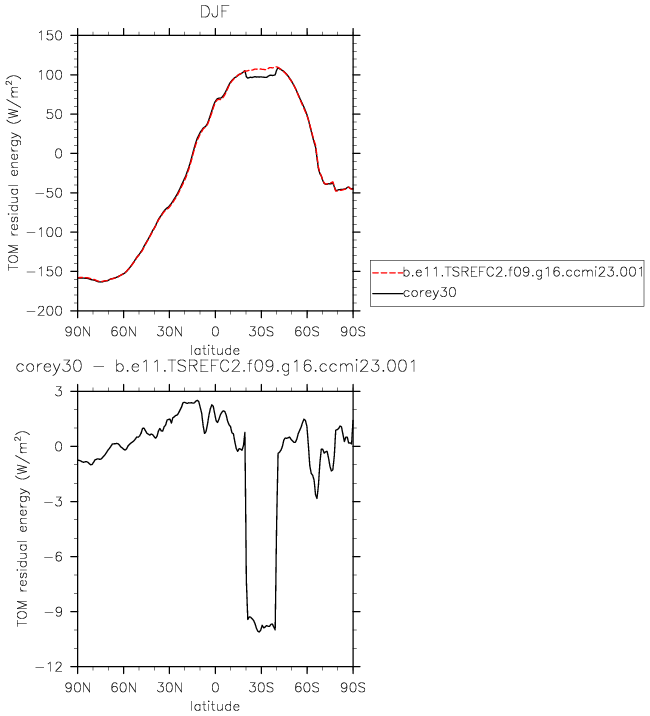 DJF
150
100
50
0
−50
−100
−150
−200
TOM residual energy (W/m²)
90N 60N 30N 0 30S 60S 90S
latitude
b.e11.TSREFC2.f09.g16.ccmi23.001
corey30
corey30 − b.e11.TSREFC2.f09.g16.ccmi23.001
3
0
−3
−6
−9
−12
TOM residual energy (W/m²)
90N 60N 30N 0 30S 60S 90S
latitude